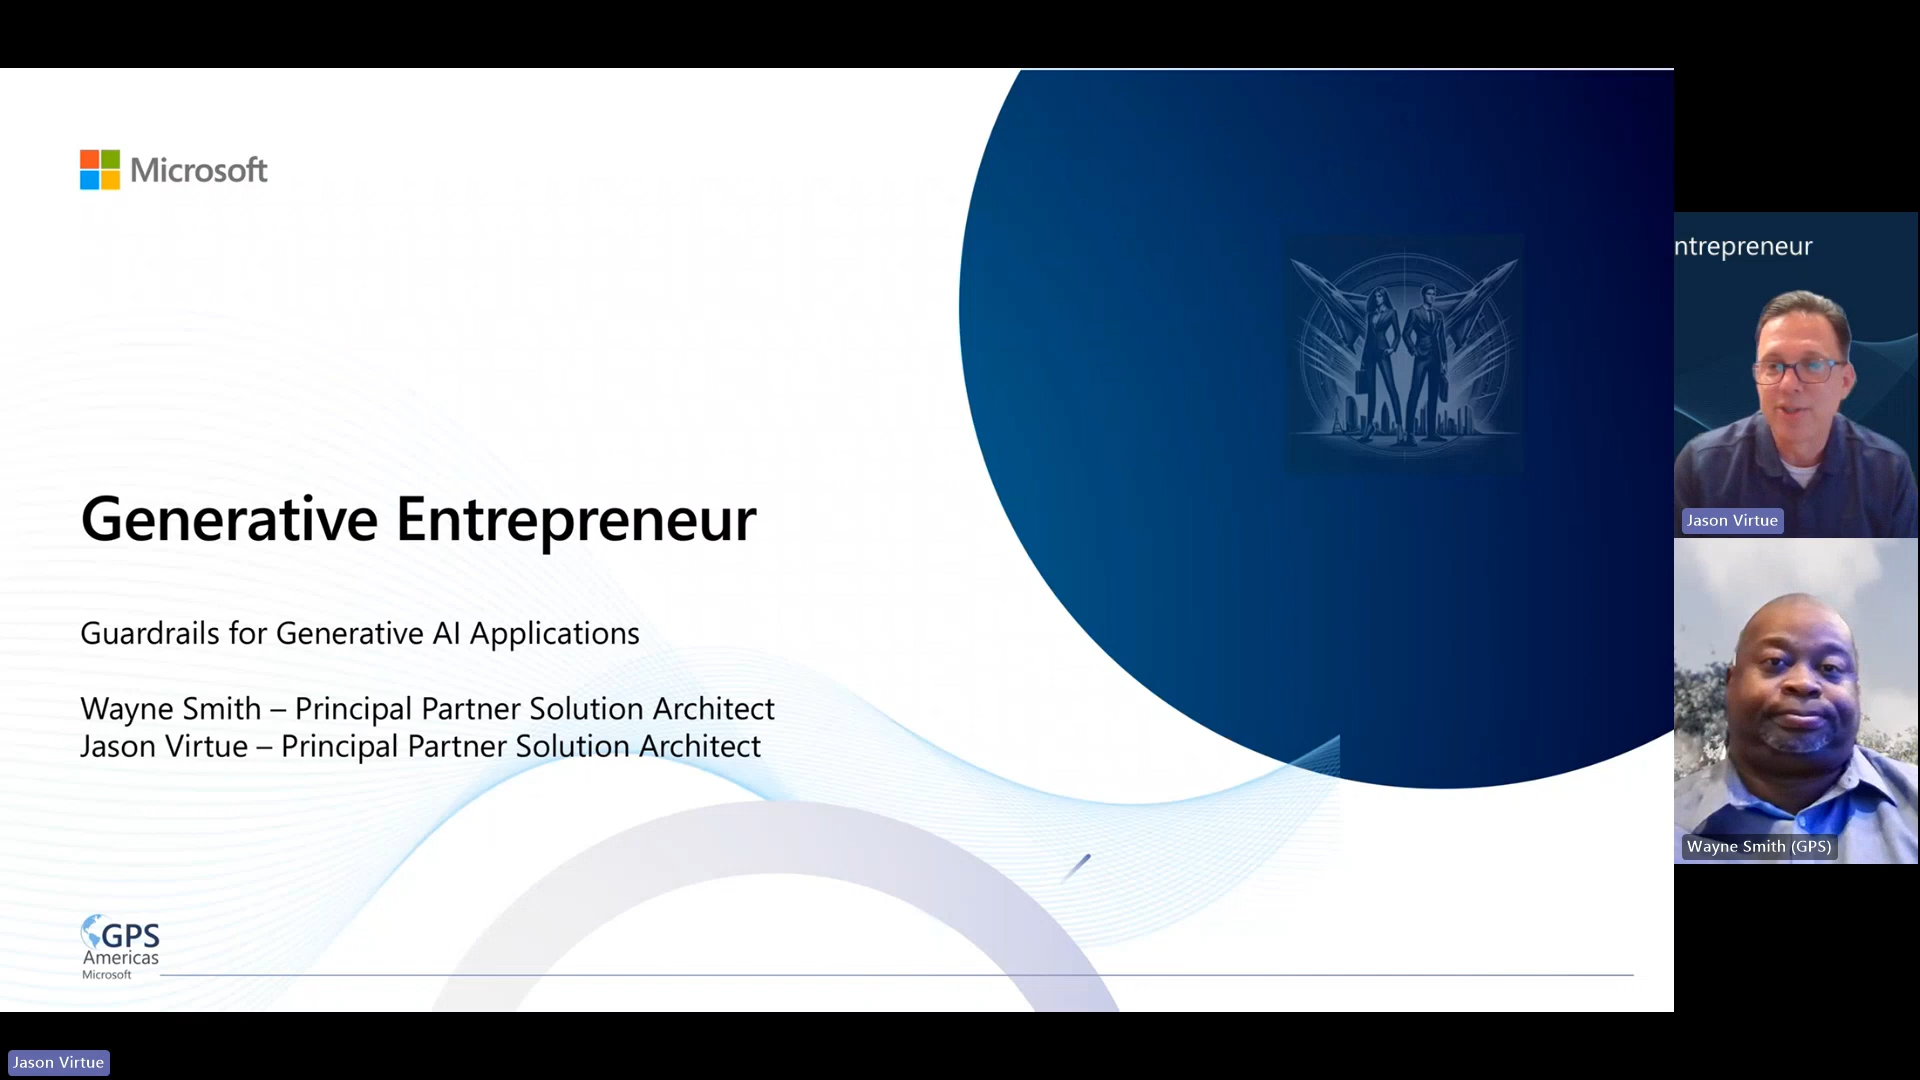 Microsoft
Generative Entrepreneur
Guardrails for Generative AI Applications
Wayne Smith – Principal Partner Solution Architect
Jason Virtue – Principal Partner Solution Architect
GPS
Americas
Microsoft
ntrepreneur
Jason Virtue
Wayne Smith (GPS)
Jason Virtue